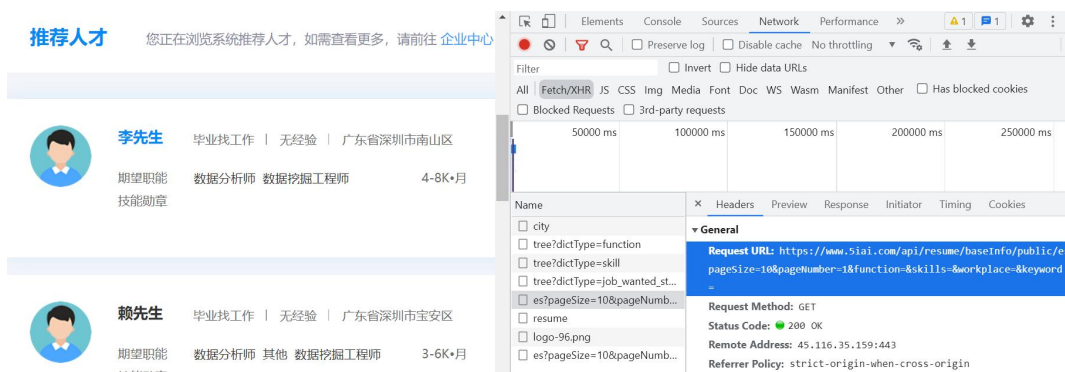 推荐人才 您正在浏览系统推荐人才，如需查看更多，请前往 企业中心
李先生 毕业找工作 | 无经验 | 广东省深圳市南山区
期望职能 数据分析师 数据挖掘工程师 4-8K•月
技能勋章
赖先生 毕业找工作 | 无经验 | 广东省深圳市宝安区
期望职能 数据分析师 其他 数据挖掘工程师 3-6K•月
Elements Console Sources Network Performance » 1 1
Preserve log Disable cache No throttling
Filter Invert Hide data URLs
All Fetch/XHR JS CSS Img Media Font Doc WS Wasm Manifest Other Has blocked cookies
Blocked Requests 3rd-party requests
50000 ms 100000 ms 150000 ms 200000 ms 250000 ms
Name
city
tree?dictType=function
tree?dictType=skill
tree?dictType=job_wanted_st...
es?pageSize=10&pageNumb...
resume
logo-96.png
es?pageSize=10&pageNumb...
× Headers Preview Response Initiator Timing Cookies
▼ General
Request URL: https://www.5iai.com/api/resume/baseInfo/public/e
pageSize=10&pageNumber=1&function=&skills=&workplace=&keyword
=
Request Method: GET
Status Code: 200 OK
Remote Address: 45.116.35.159:443
Referrer Policy: strict-origin-when-cross-origin